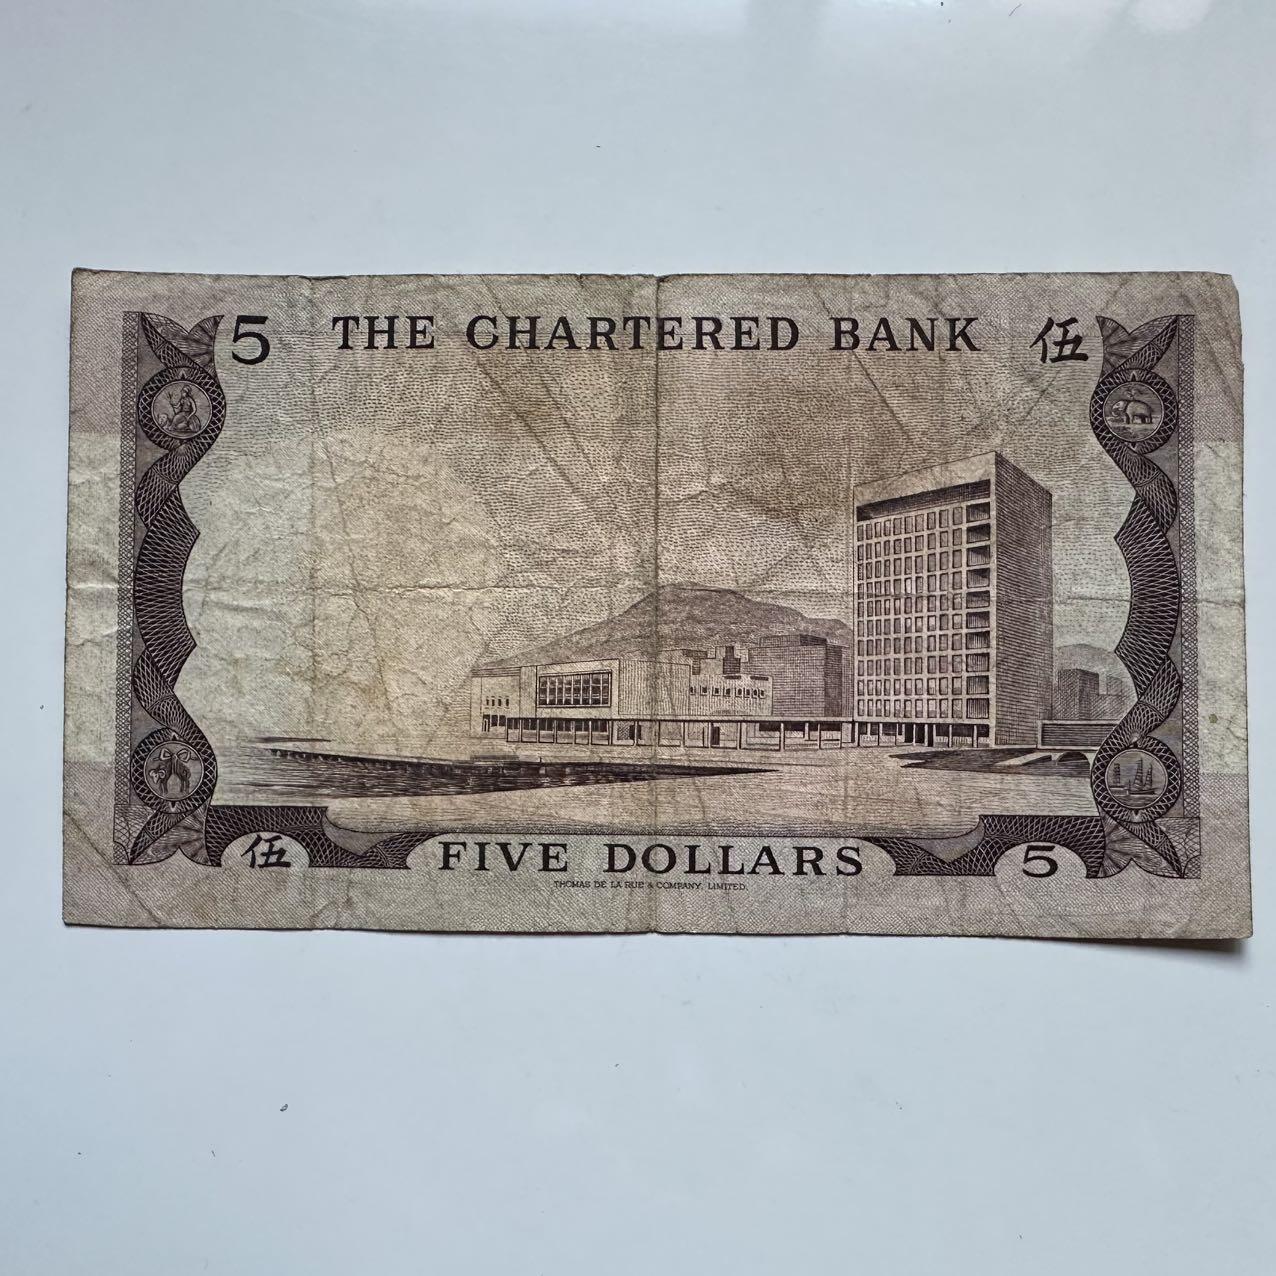 5 THE CHARTERED BANK 伍
伍 FIVE DOLLARS 5
THOMAS DE LA RUE & COMPANY, LIMITED.